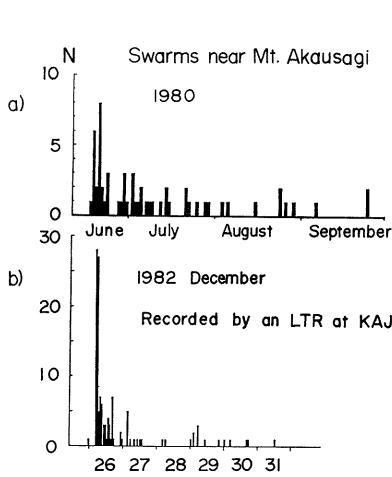 N Swarms near Mt. Akausagi
10
a) 1980
5
0
June July August September
30
b) 1982 December
20
Recorded by an LTR at KAJ
10
0
26 27 28 29 30 31